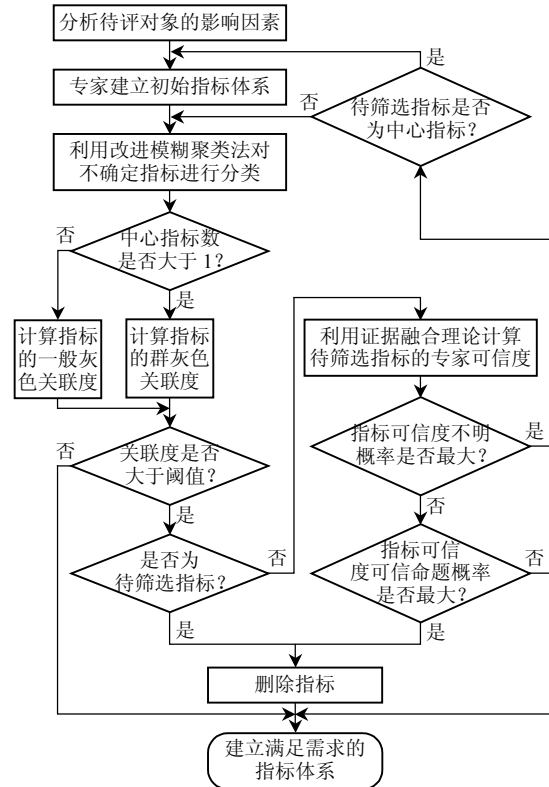 分析待评对象的影响因素
是
专家建立初始指标体系
否
待筛选指标是否
为中心指标？
利用改进模糊聚类法对
不确定指标进行分类
否
中心指标数
是否大于 1？
是
计算指标
的一般灰
色关联度
计算指标
的群灰色
关联度
利用证据融合理论计算
待筛选指标的专家可信度
否
关联度是否
大于阈值？
指标可信度不明
概率是否最大？
是
是
否
是否为
待筛选指标？
否
指标可信
度可信命题概率
是否最大？
否
是
是
删除指标
建立满足需求的
指标体系